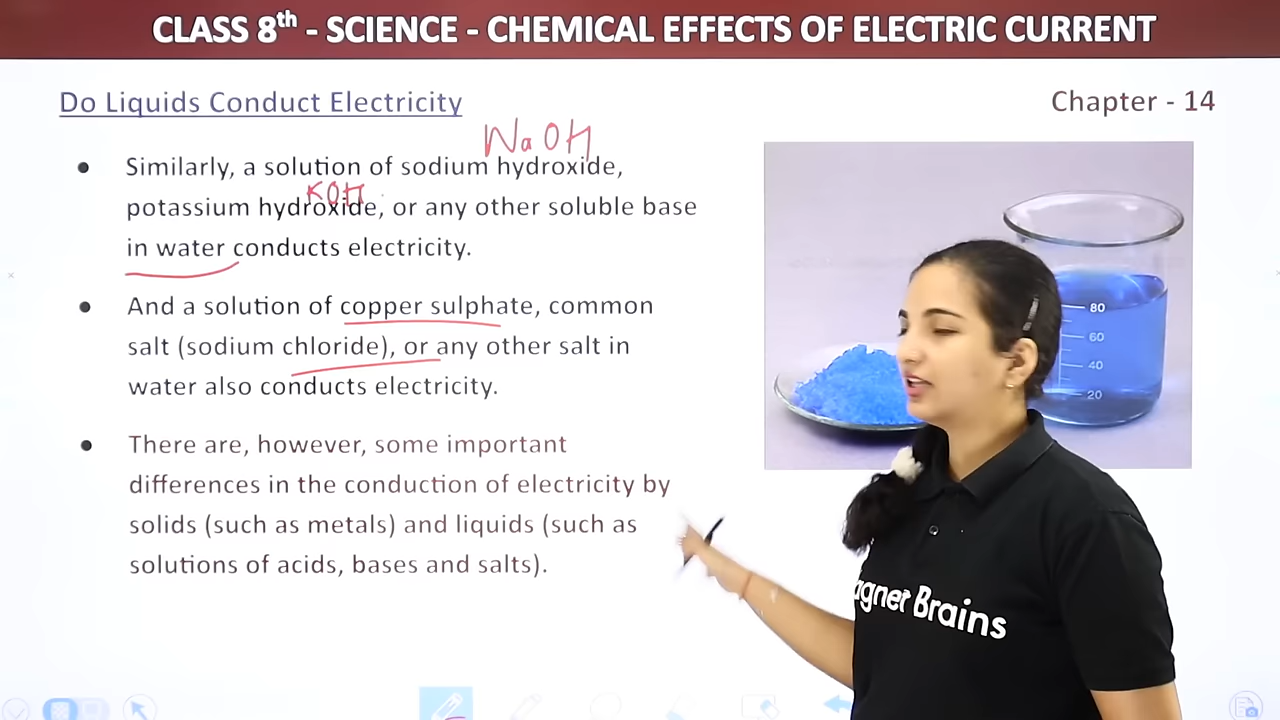 CLASS 8th - SCIENCE - CHEMICAL EFFECTS OF ELECTRIC CURRENT
Do Liquids Conduct Electricity
Chapter - 14
NaOH
● Similarly, a solution of sodium hydroxide,
KOH
potassium hydroxide, or any other soluble base
in water conducts electricity.
● And a solution of copper sulphate, common
salt (sodium chloride), or any other salt in
water also conducts electricity.
● There are, however, some important
differences in the conduction of electricity by
solids (such as metals) and liquids (such as
solutions of acids, bases and salts).
80
60
40
20
agner Brains